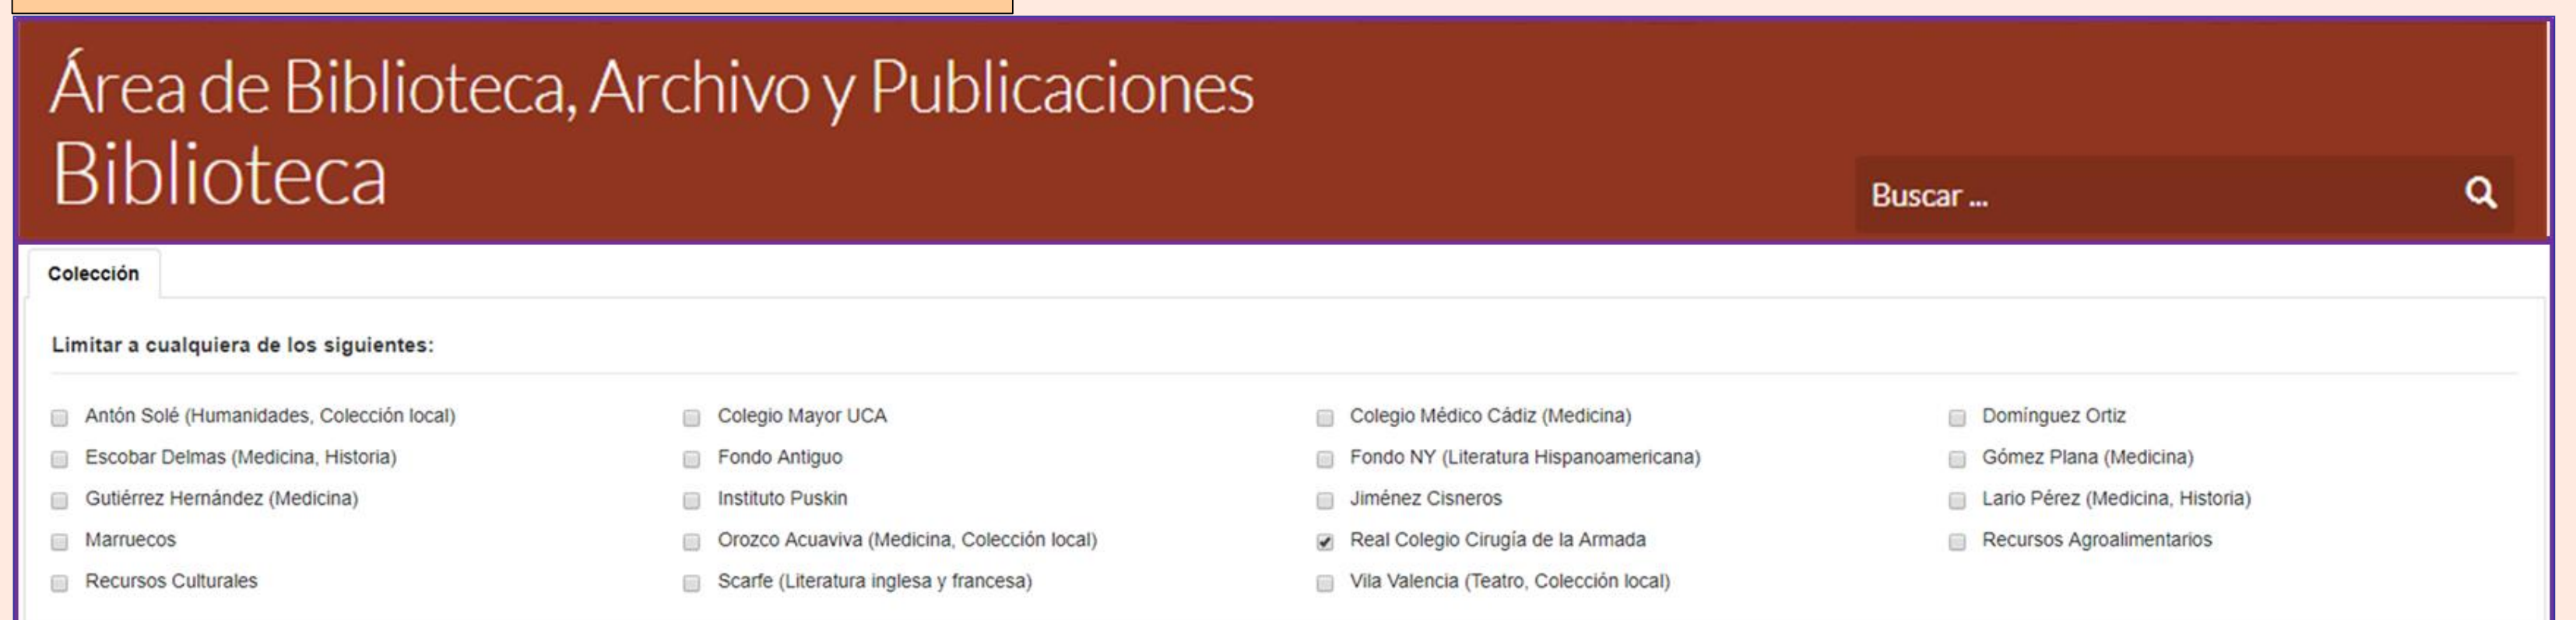 Área de Biblioteca, Archivo y Publicaciones
Biblioteca
Buscar ...
Colección
Limitar a cualquiera de los siguientes:
Antón Solé (Humanidades, Colección local)
Colegio Mayor UCA
Colegio Médico Cádiz (Medicina)
Domínguez Ortiz
Escobar Delmas (Medicina, Historia)
Fondo Antiguo
Fondo NY (Literatura Hispanoamericana)
Gómez Plana (Medicina)
Gutiérrez Hernández (Medicina)
Instituto Puskin
Jiménez Cisneros
Lario Pérez (Medicina, Historia)
Marruecos
Orozco Acuaviva (Medicina, Colección local)
Real Colegio Cirugía de la Armada
Recursos Agroalimentarios
Recursos Culturales
Scarfe (Literatura inglesa y francesa)
Vila Valencia (Teatro, Colección local)